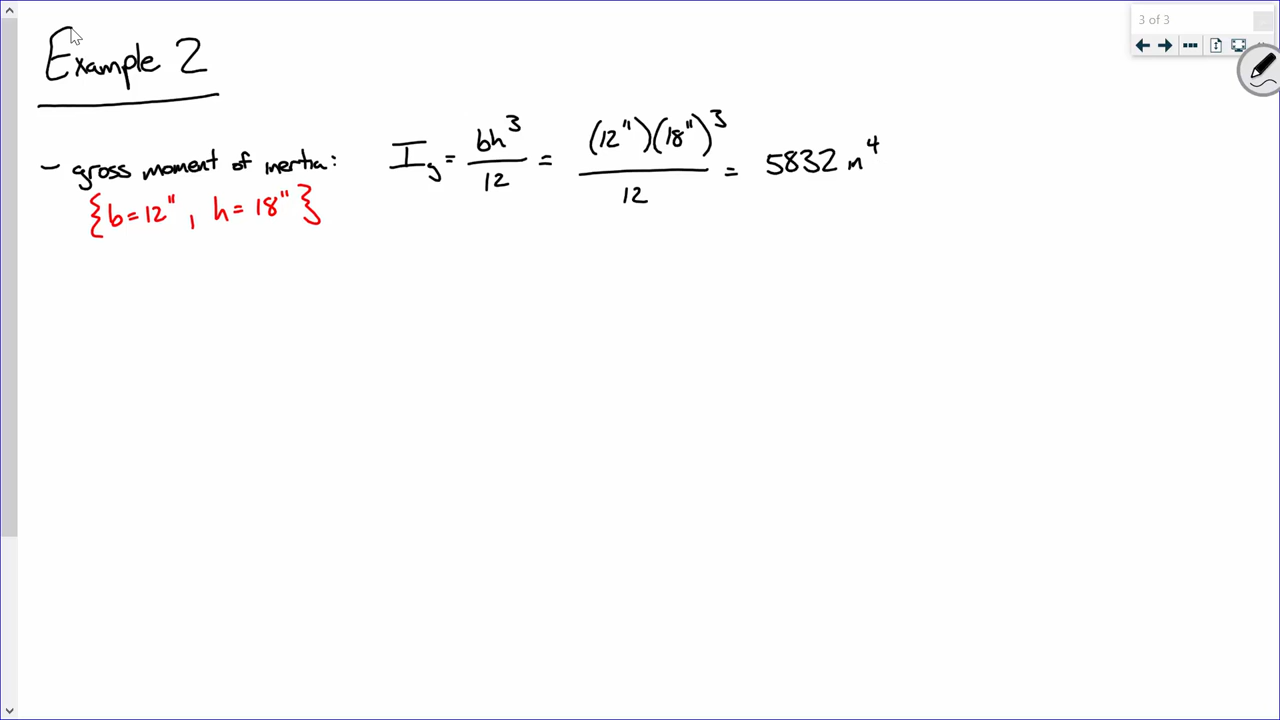 3 of 3
Example 2
– gross moment of inertia: I_g = bh^3/12 = (12")(18")^3/12 = 5832 in^4
{b=12", h=18"}